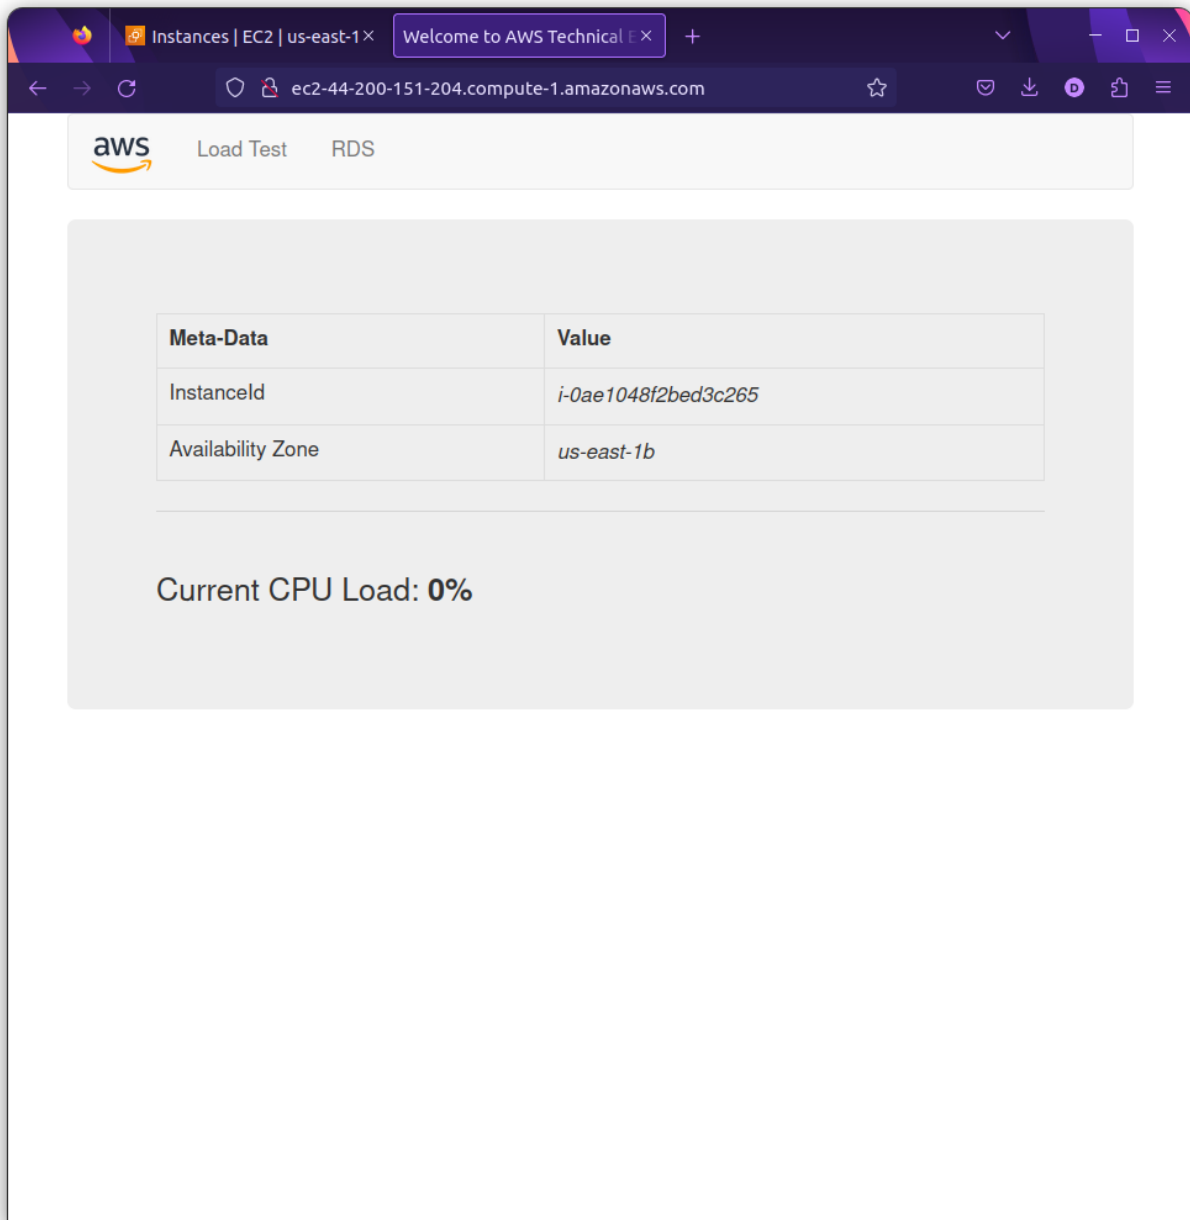 Instances | EC2 | us-east-1
Welcome to AWS Technical
ec2-44-200-151-204.compute-1.amazonaws.com
D
aws Load Test RDS
Meta-Data Value
InstanceId i-0ae1048f2bed3c265
Availability Zone us-east-1b
Current CPU Load: 0%